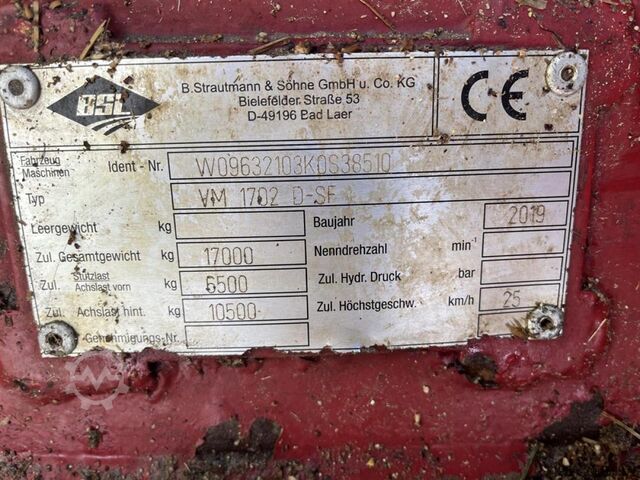 BSL
B.Strautmann & Söhne GmbH u. Co. KG
Bielefelder Straße 53
D-49196 Bad Laer
CE
Fahrzeug
Maschinen
Ident - Nr. W09632103K0S38510
Typ VM 1702 D-SF
Leergewicht kg
Baujahr 2019
Zul. Gesamtgewicht kg 17000
Nenndrehzahl min-1
Zul. Stützlast
Achslast vorn kg 6500
Zul. Hydr. Druck bar
Zul. Achslast hint. kg 10500
Zul. Höchstgeschw. km/h 25
Genehmigungs-Nr.